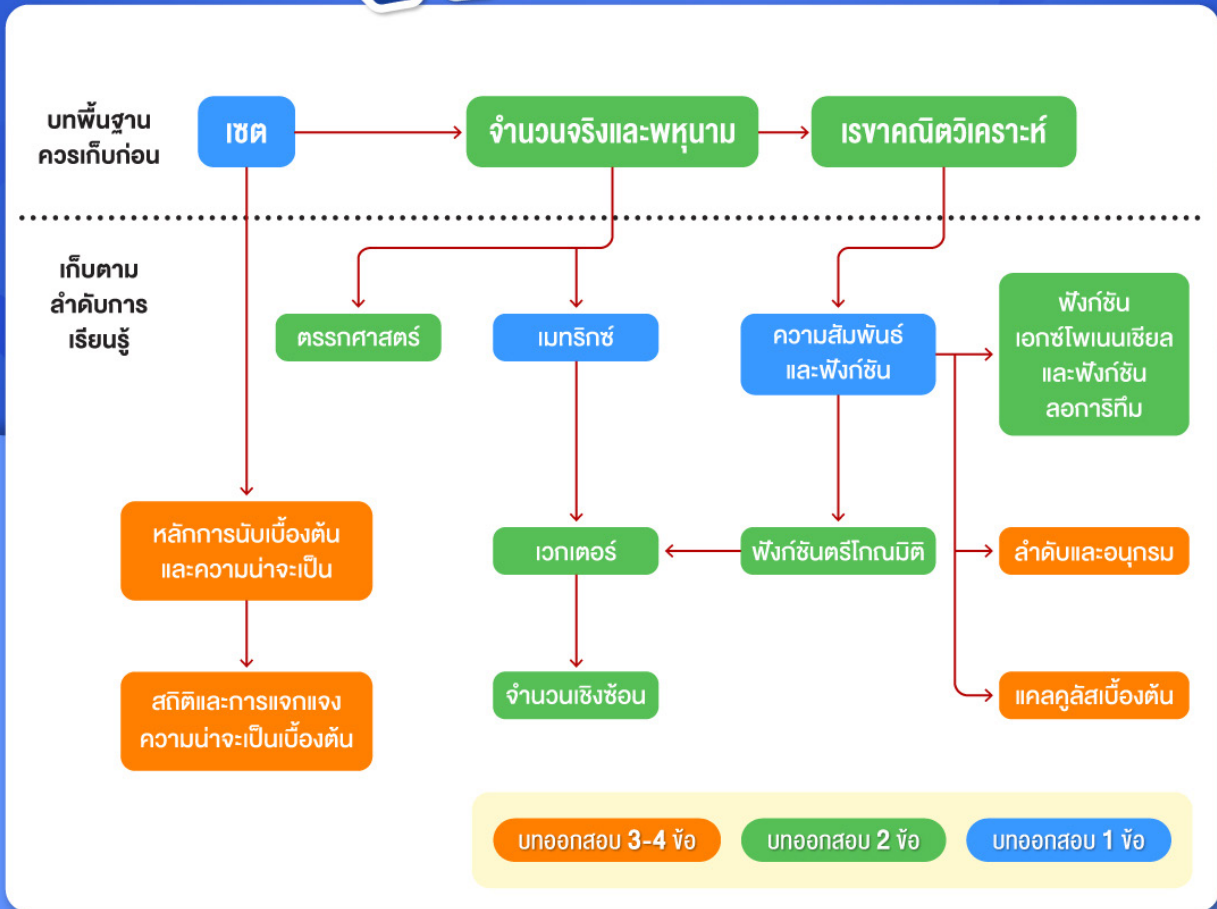 บทพื้นฐาน
ควรเก็บก่อน
เซต
จำนวนจริงและพหุนาม
เรขาคณิตวิเคราะห์
เก็บตาม
ลำดับการ
เรียนรู้
ตรรกศาสตร์
เมทริกซ์
ความสัมพันธ์
และฟังก์ชัน
ฟังก์ชัน
เอกซ์โพเนนเชียล
และฟังก์ชัน
ลอการิทึม
หลักการนับเบื้องต้น
และความน่าจะเป็น
เวกเตอร์
ฟังก์ชันตรีโกณมิติ
ลำดับและอนุกรม
สถิติและการแจกแจง
ความน่าจะเป็นเบื้องต้น
จำนวนเชิงซ้อน
แคลคูลัสเบื้องต้น
บทออกสอบ 3-4 ข้อ
บทออกสอบ 2 ข้อ
บทออกสอบ 1 ข้อ